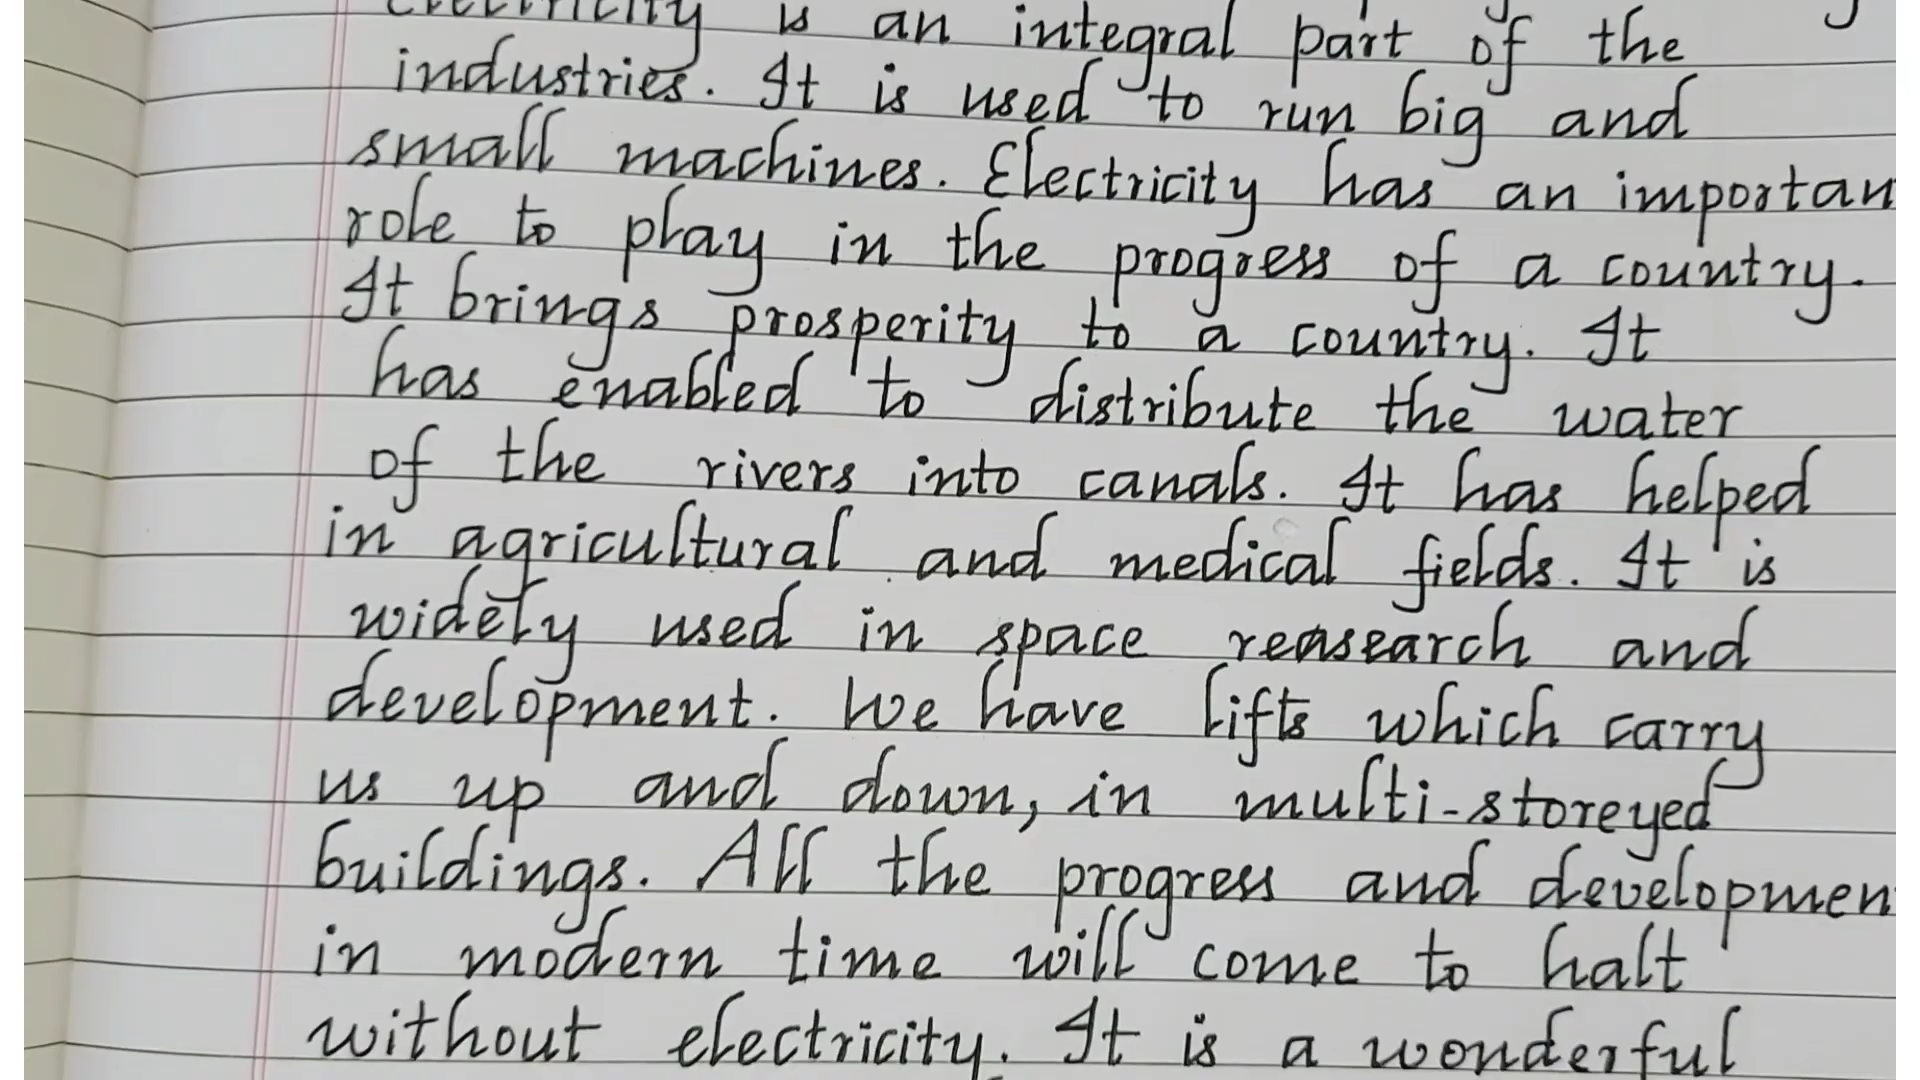 Electricity is an integral part of the
industries. It is used to run big and
small machines. Electricity has an importan
role to play in the progress of a country.
It brings prosperity to a country. It
has enabled to distribute the water
of the rivers into canals. It has helped
in agricultural and medical fields. It is
widely used in space reasearch and
development. We have lifts which carry
us up and down, in multi-storeyed
buildings. All the progress and developmen
in modern time will come to halt
without electricity. It is a wonderful